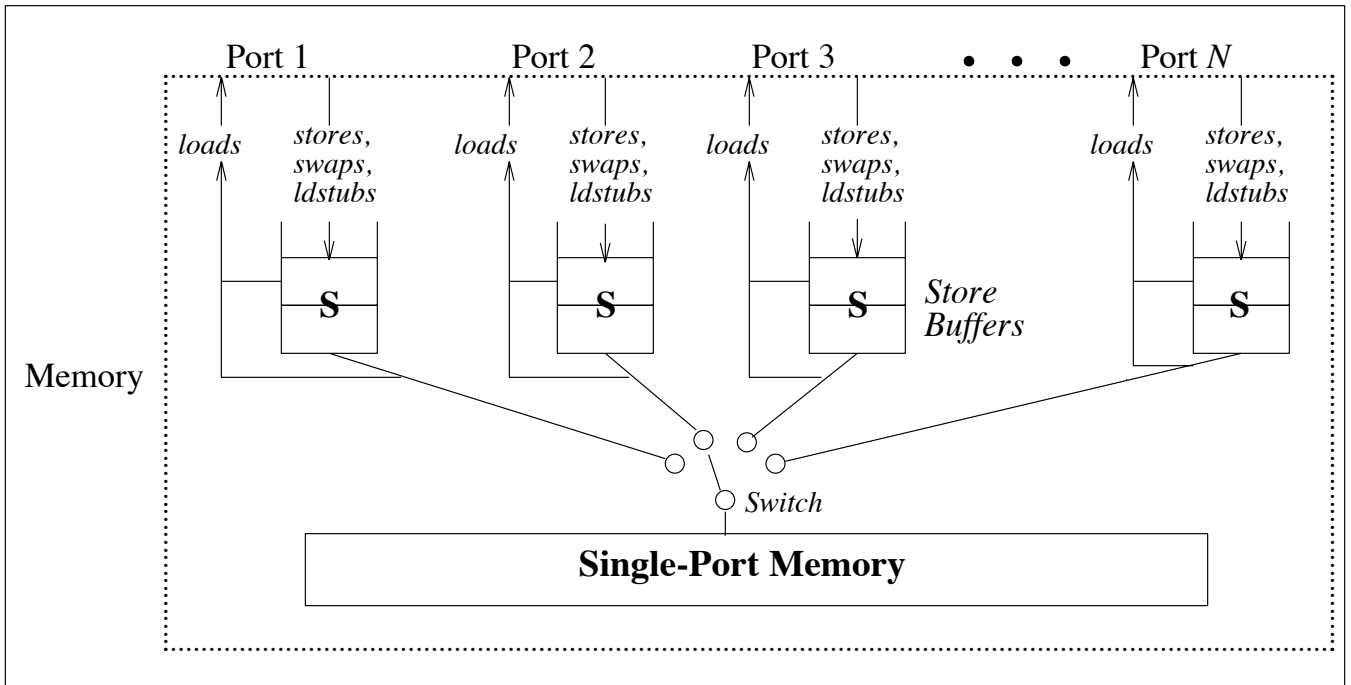 Port 1 Port 2 Port 3 • • • Port N
loads stores, swaps, ldstubs
loads stores, swaps, ldstubs
loads stores, swaps, ldstubs
loads stores, swaps, ldstubs
S S S S
Store
Buffers
Memory
Switch
Single-Port Memory